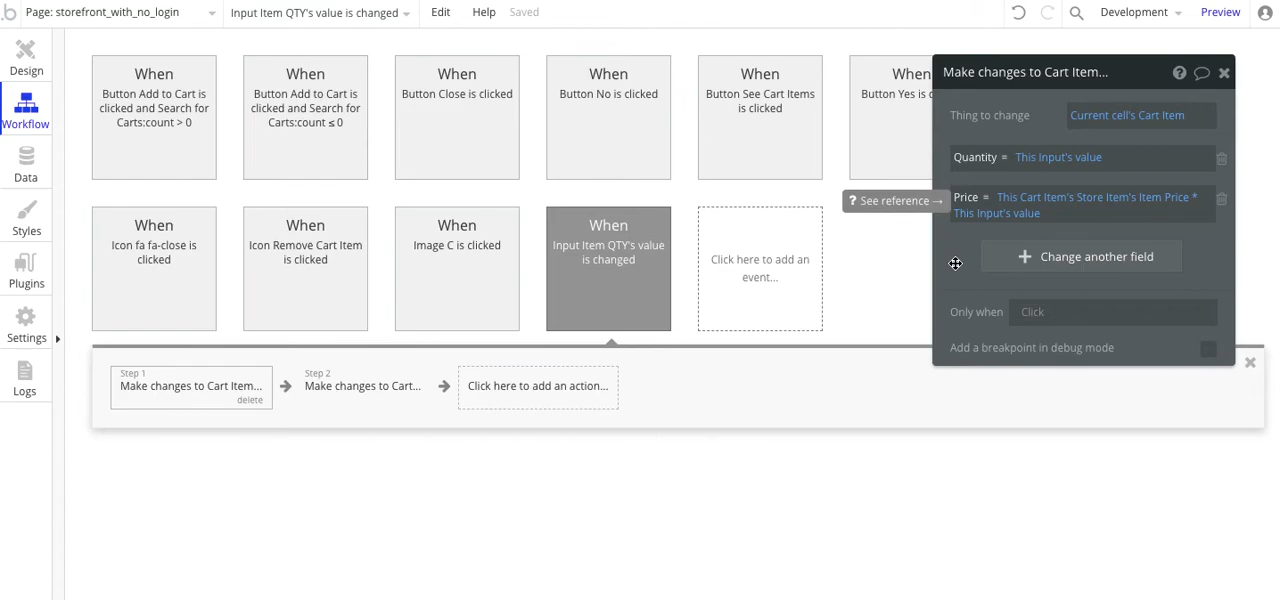 b
Page: storefront_with_no_login
Input Item QTY's value is changed
Edit
Help
Saved
Development
Preview
Design
Workflow
Data
Styles
Plugins
Settings
Logs
When
Button Add to Cart is
clicked and Search for
Carts:count > 0
When
Button Add to Cart is
clicked and Search for
Carts:count ≤ 0
When
Button Close is clicked
When
Button No is clicked
When
Button See Cart Items
is clicked
When
Button Yes is c
When
Icon fa fa-close is
clicked
When
Icon Remove Cart Item
is clicked
When
Image C is clicked
When
Input Item QTY's value
is changed
Click here to add an
event...
Make changes to Cart Item...
?
Thing to change
Current cell's Cart Item
Quantity = This Input's value
? See reference →
Price = This Cart Item's Store Item's Item Price *
This Input's value
+ Change another field
Only when
Click
Add a breakpoint in debug mode
Step 1
Make changes to Cart Item...
delete
Step 2
Make changes to Cart...
Click here to add an action...